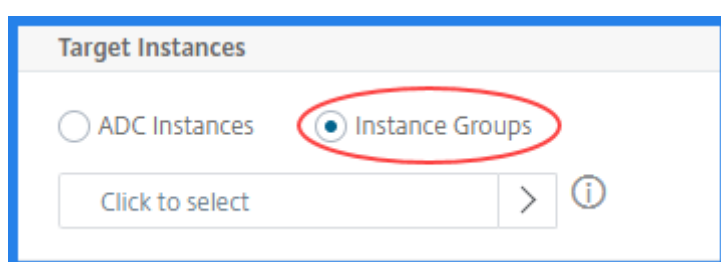 Target Instances
ADC Instances Instance Groups
Click to select